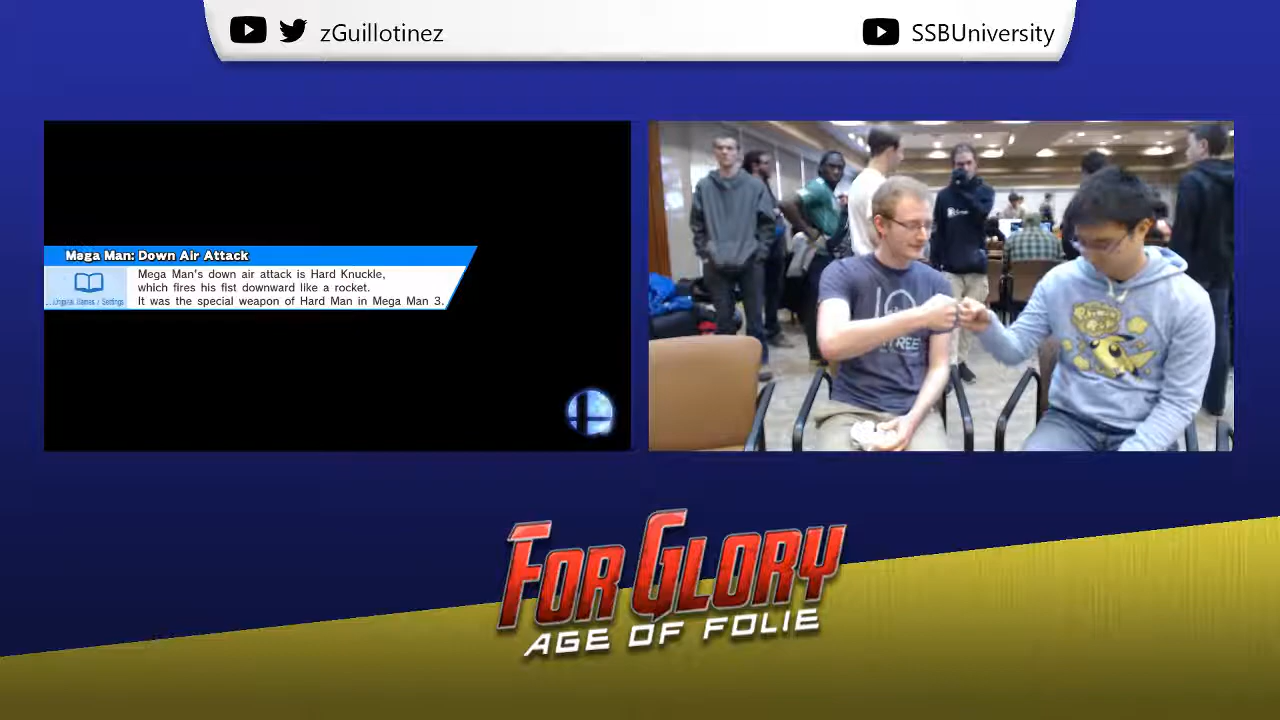 zGuillotinez
SSBUniversity
Mega Man: Down Air Attack
Mega Man's down air attack is Hard Knuckle,
which fires his fist downward like a rocket.
It was the special weapon of Hard Man in Mega Man 3.
FOR GLORY
AGE OF FOLIE